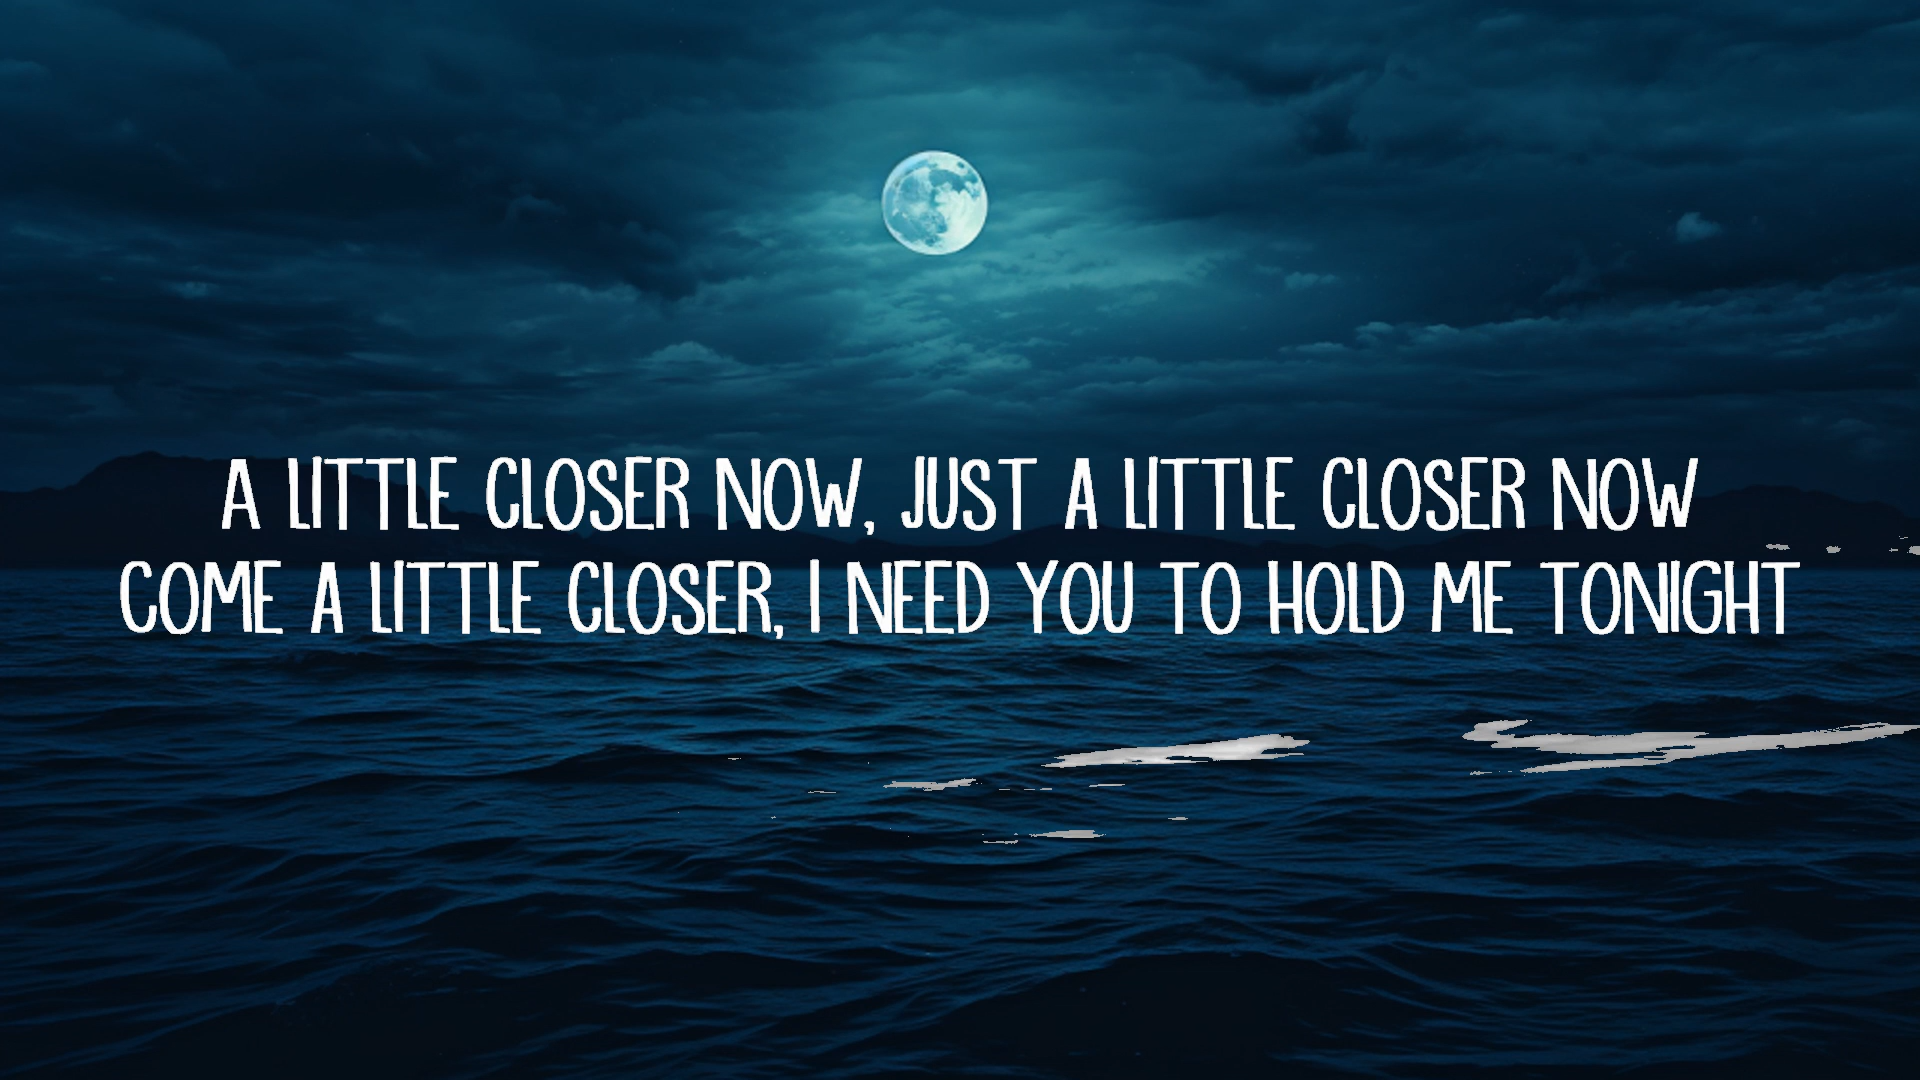 A LITTLE CLOSER NOW, JUST A LITTLE CLOSER NOW
COME A LITTLE CLOSER, I NEED YOU TO HOLD ME TONIGHT